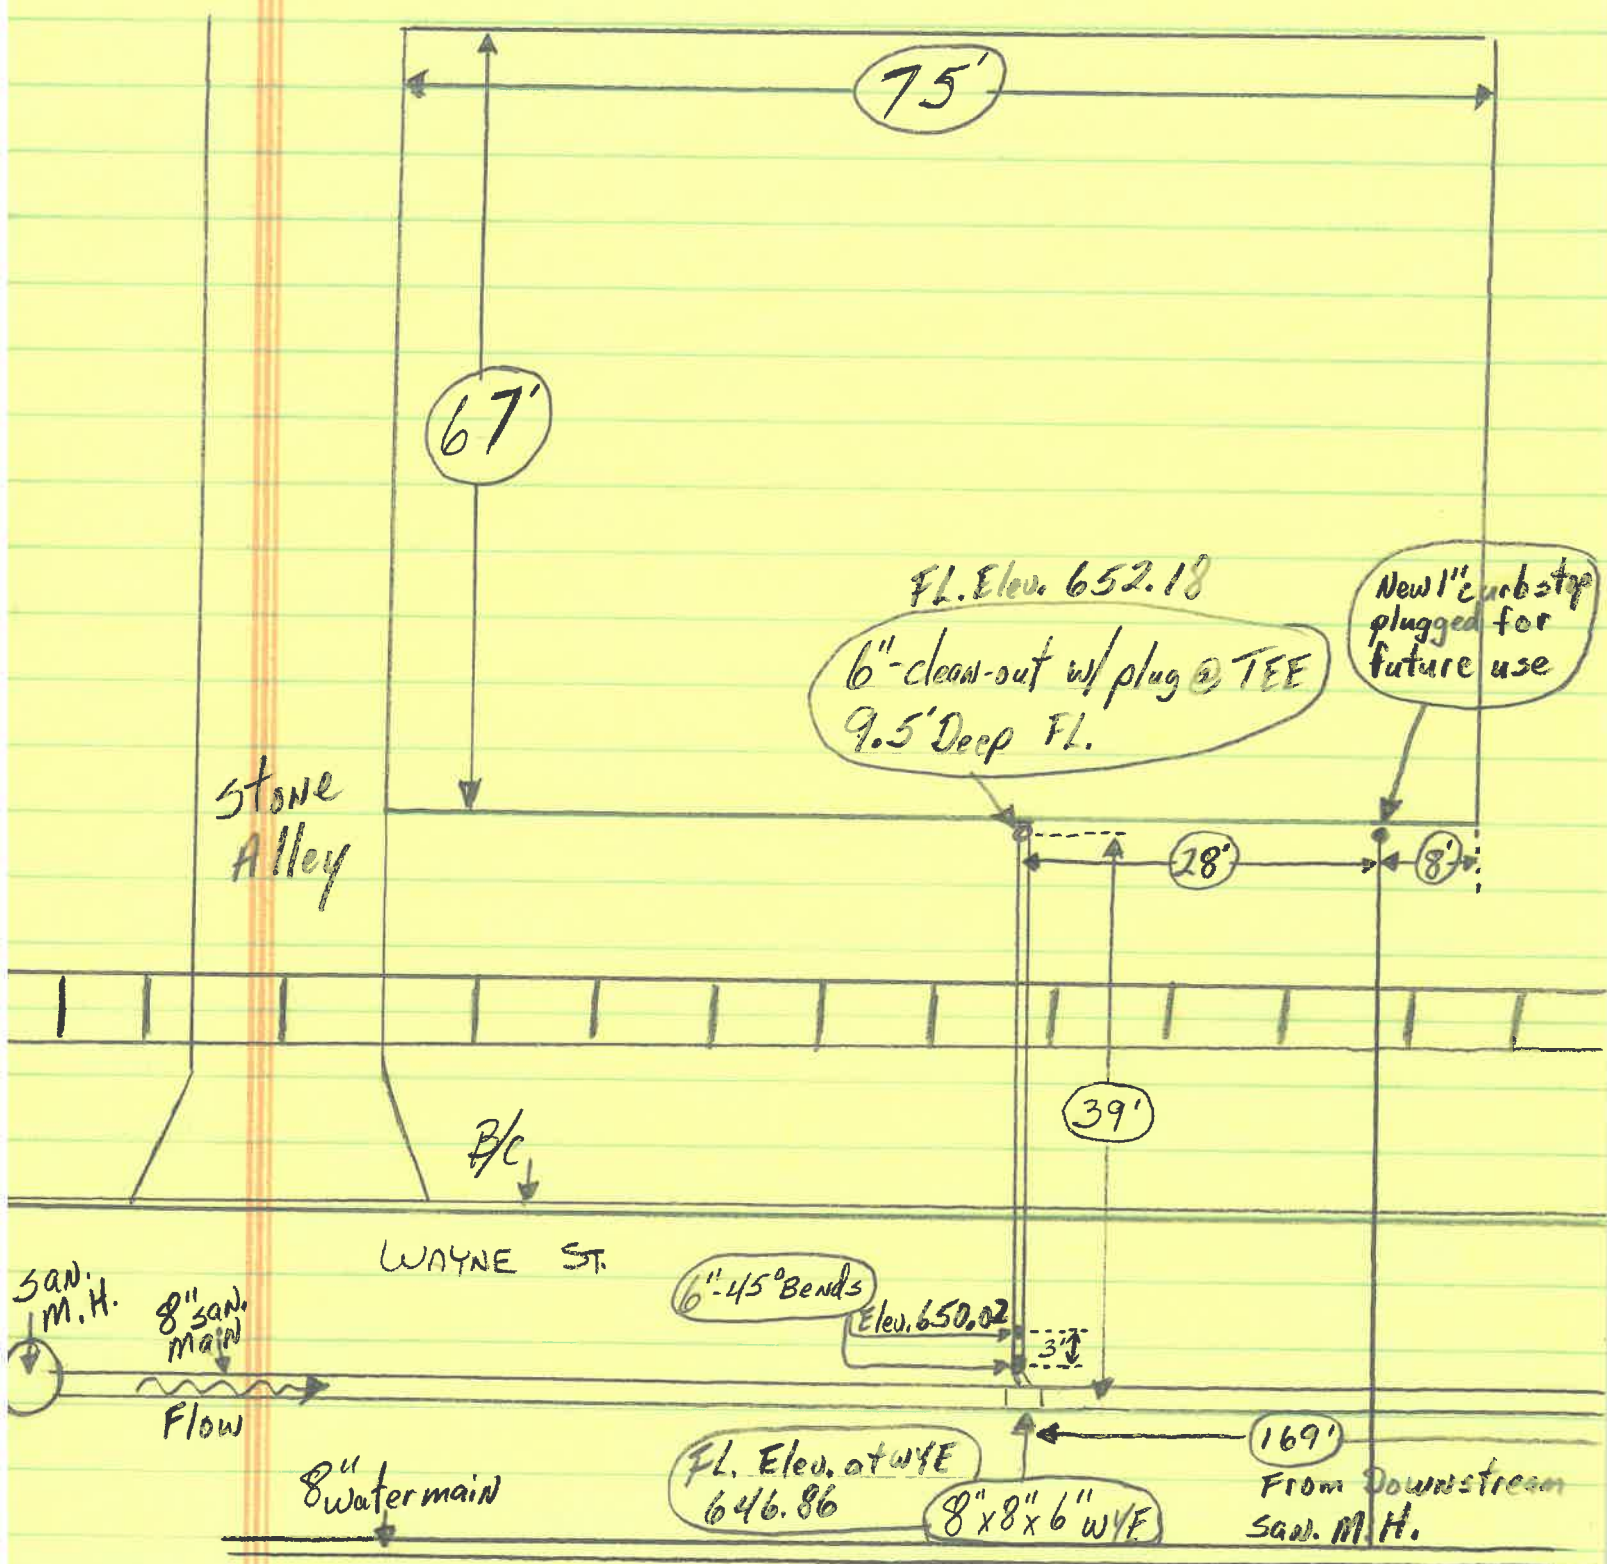 75'
67'
FL. Elev. 652.18
6"-clean-out w/ plug @ TEE
9.5' Deep FL.
New 1" curbstop
plugged for
future use
Stone
Alley
28'
8'
39'
B/C
WAYNE ST.
San.
M.H.
8" San.
Main
Flow
6"-45° Bends
Elev. 650.02
3'
169'
From Downstream
San. M.H.
FL. Elev. at WYE
646.86
8"x8"x6" WYE
8" Watermain